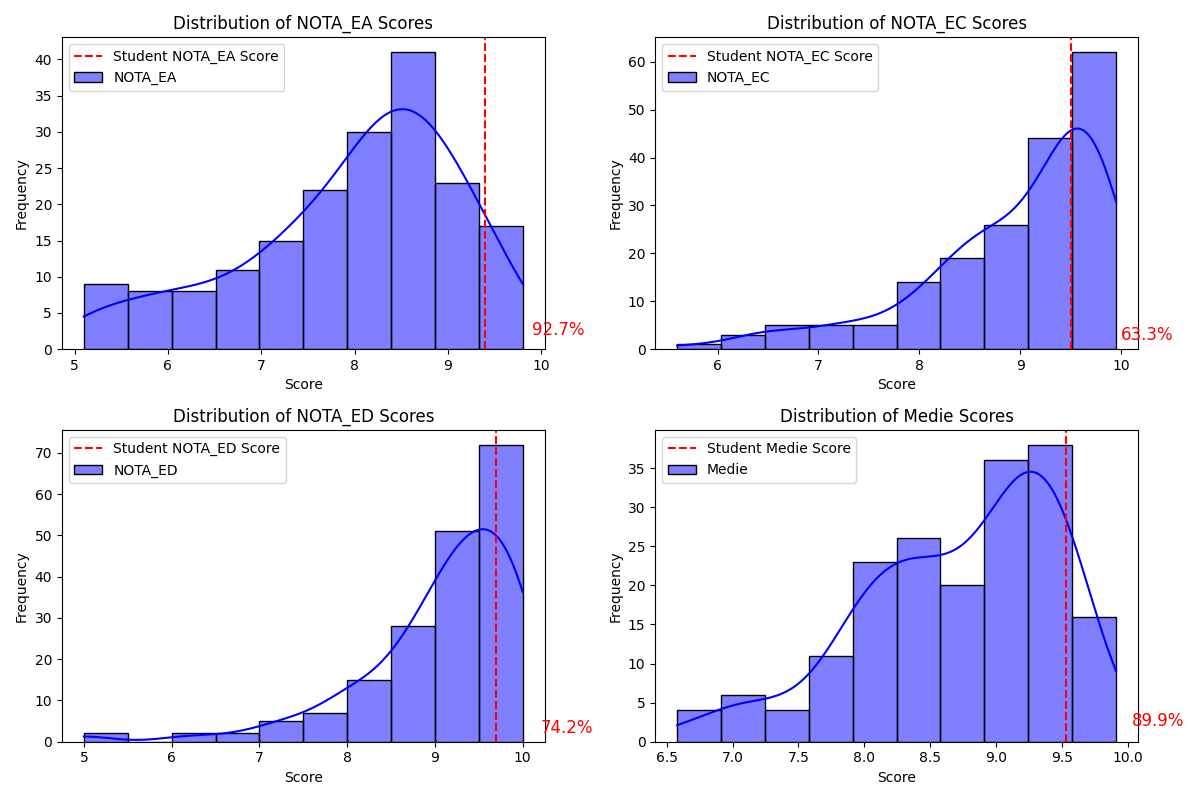 Distribution of NOTA_EA Scores
Student NOTA_EA Score
NOTA_EA
Frequency
40
35
30
25
20
15
10
5
0
92.7%
5 6 7 8 9 10
Score
Distribution of NOTA_EC Scores
Student NOTA_EC Score
NOTA_EC
Frequency
60
50
40
30
20
10
0
63.3%
6 7 8 9 10
Score
Distribution of NOTA_ED Scores
Student NOTA_ED Score
NOTA_ED
Frequency
70
60
50
40
30
20
10
0
74.2%
5 6 7 8 9 10
Score
Distribution of Medie Scores
Student Medie Score
Medie
Frequency
35
30
25
20
15
10
5
0
89.9%
6.5 7.0 7.5 8.0 8.5 9.0 9.5 10.0
Score